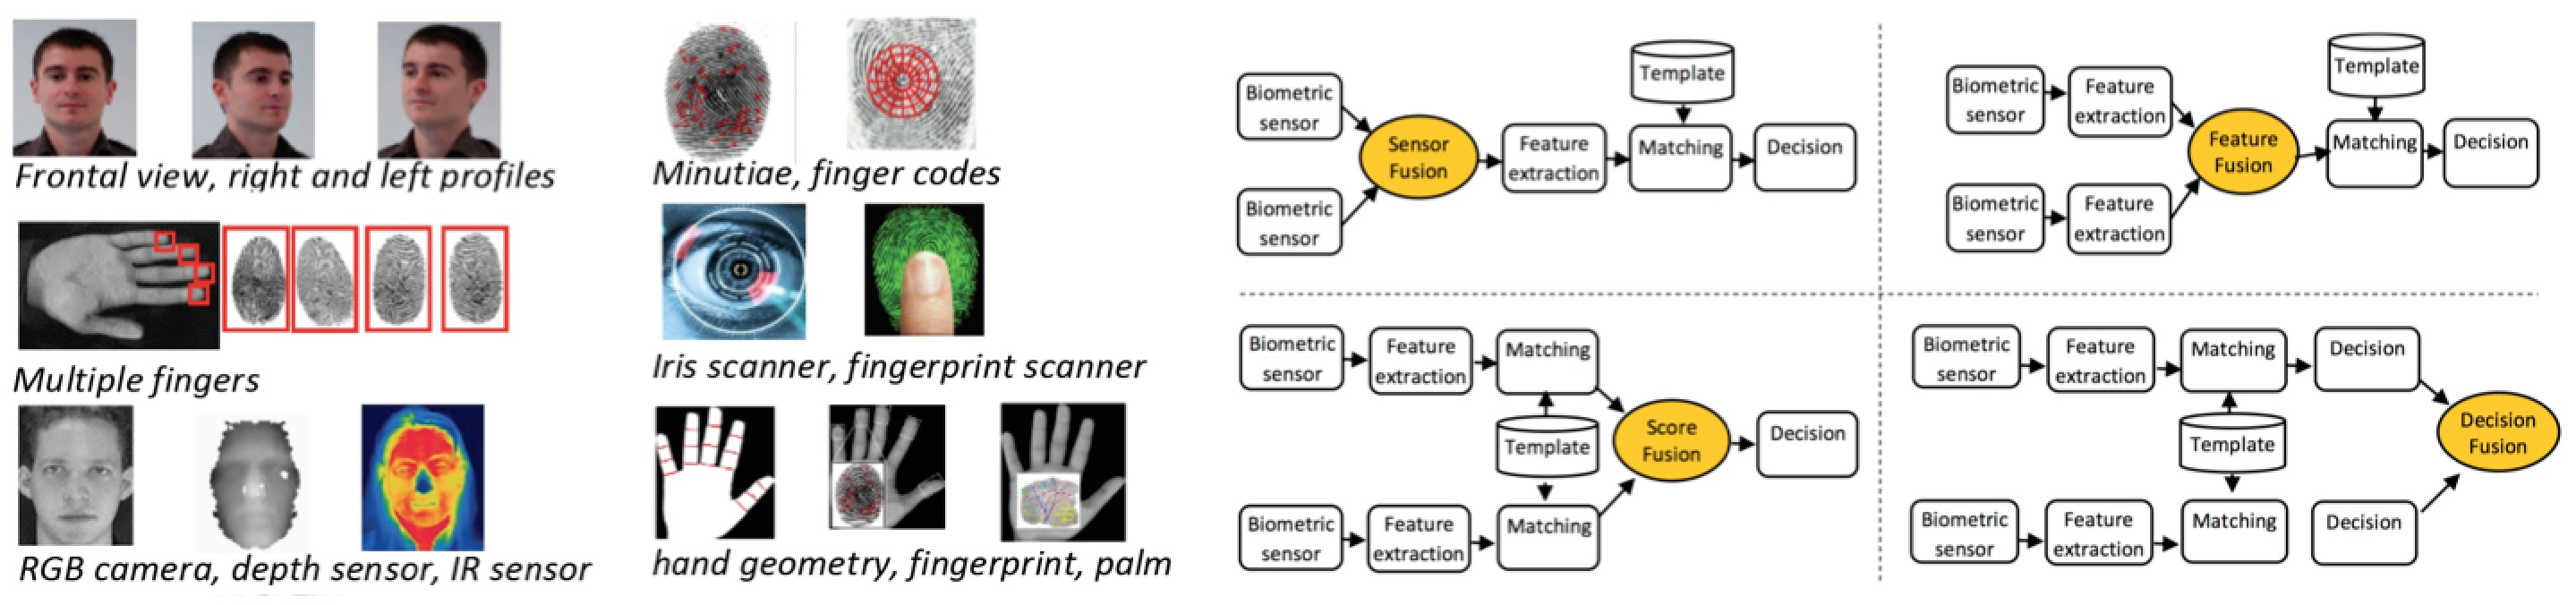 Frontal view, right and left profiles
Multiple fingers
RGB camera, depth sensor, IR sensor
Minutiae, finger codes
Iris scanner, fingerprint scanner
hand geometry, fingerprint, palm
Biometric
sensor
Biometric
sensor
Sensor
Fusion
Feature
extraction
Template
Matching
Decision
Biometric
sensor
Feature
extraction
Biometric
sensor
Feature
extraction
Feature
Fusion
Template
Matching
Decision
Biometric
sensor
Feature
extraction
Matching
Template
Biometric
sensor
Feature
extraction
Matching
Score
Fusion
Decision
Biometric
sensor
Feature
extraction
Matching
Decision
Template
Biometric
sensor
Feature
extraction
Matching
Decision
Decision
Fusion